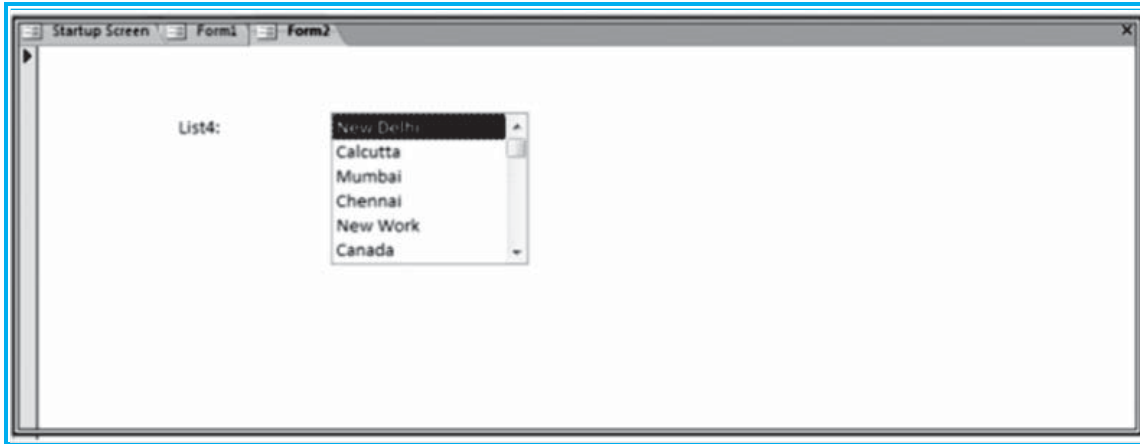 Startup Screen Form1 Form2
List4: New Delhi
Calcutta
Mumbai
Chennai
New Work
Canada